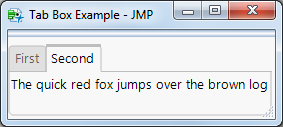 Tab Box Example - JMP
First Second
The quick red fox jumps over the brown log